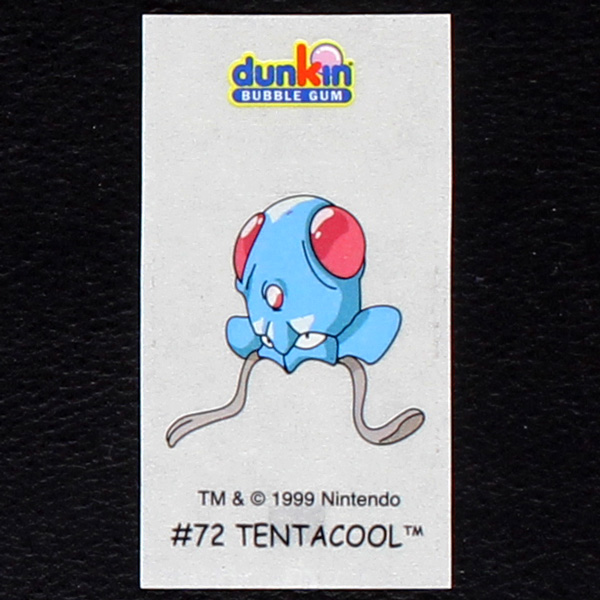 dunkin
BUBBLE GUM
TM & © 1999 Nintendo
#72 TENTACOOL™